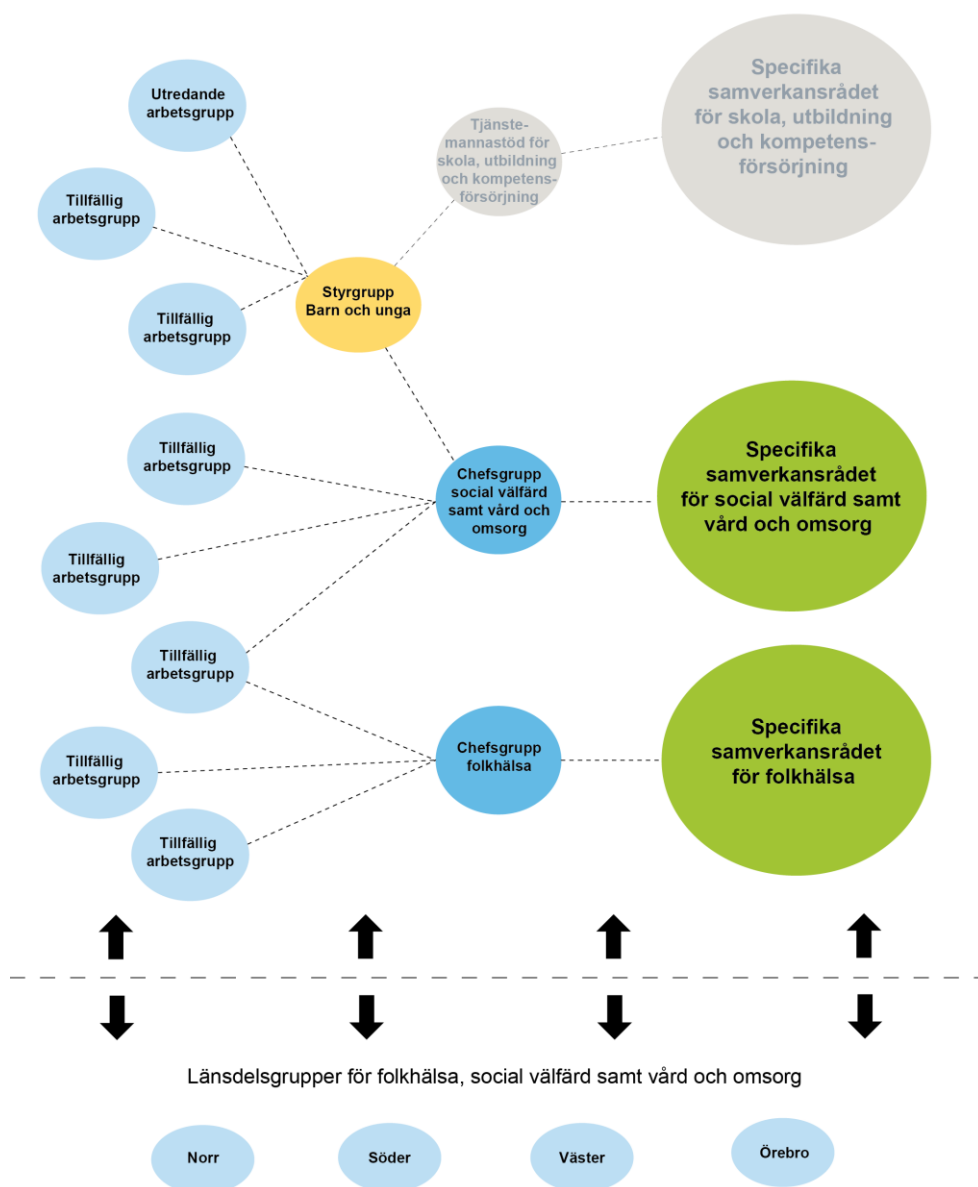 Utredande
arbetsgrupp
Tillfällig
arbetsgrupp
Tillfällig
arbetsgrupp
Styrgrupp
Barn och unga
Tjänste-
mannastöd för
skola, utbildning
och kompetens-
försörjning
Specifika
samverkansrådet
för skola, utbildning
och kompetens-
försörjning
Tillfällig
arbetsgrupp
Tillfällig
arbetsgrupp
Chefsgrupp
social välfärd
samt vård och
omsorg
Specifika
samverkansrådet
för social välfärd samt
vård och omsorg
Tillfällig
arbetsgrupp
Tillfällig
arbetsgrupp
Tillfällig
arbetsgrupp
Chefsgrupp
folkhälsa
Specifika
samverkansrådet
för folkhälsa
Länsdelsgrupper för folkhälsa, social välfärd samt vård och omsorg
Norr
Söder
Väster
Örebro